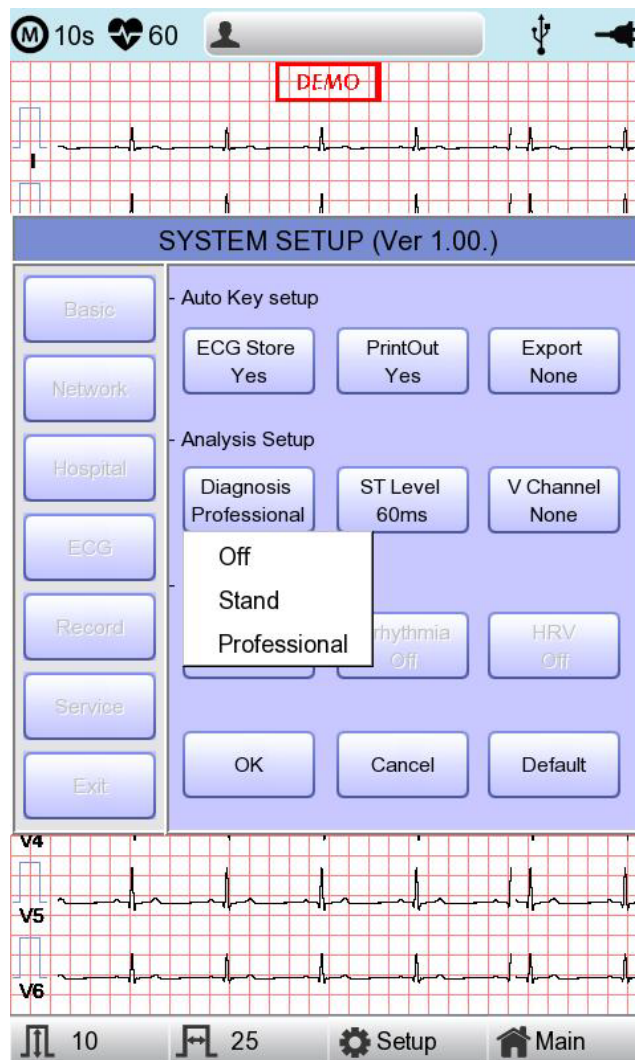 M 10s 60
DEMO
I
SYSTEM SETUP (Ver 1.00.)
Basic
Network
Hospital
ECG
Record
Service
Exit
- Auto Key setup
ECG Store
Yes
PrintOut
Yes
Export
None
- Analysis Setup
Diagnosis
Professional
ST Level
60ms
V Channel
None
Off
Stand
Professional
-
rhythmia
Off
HRV
Off
OK
Cancel
Default
V4
V5
V6
10
25
Setup
Main